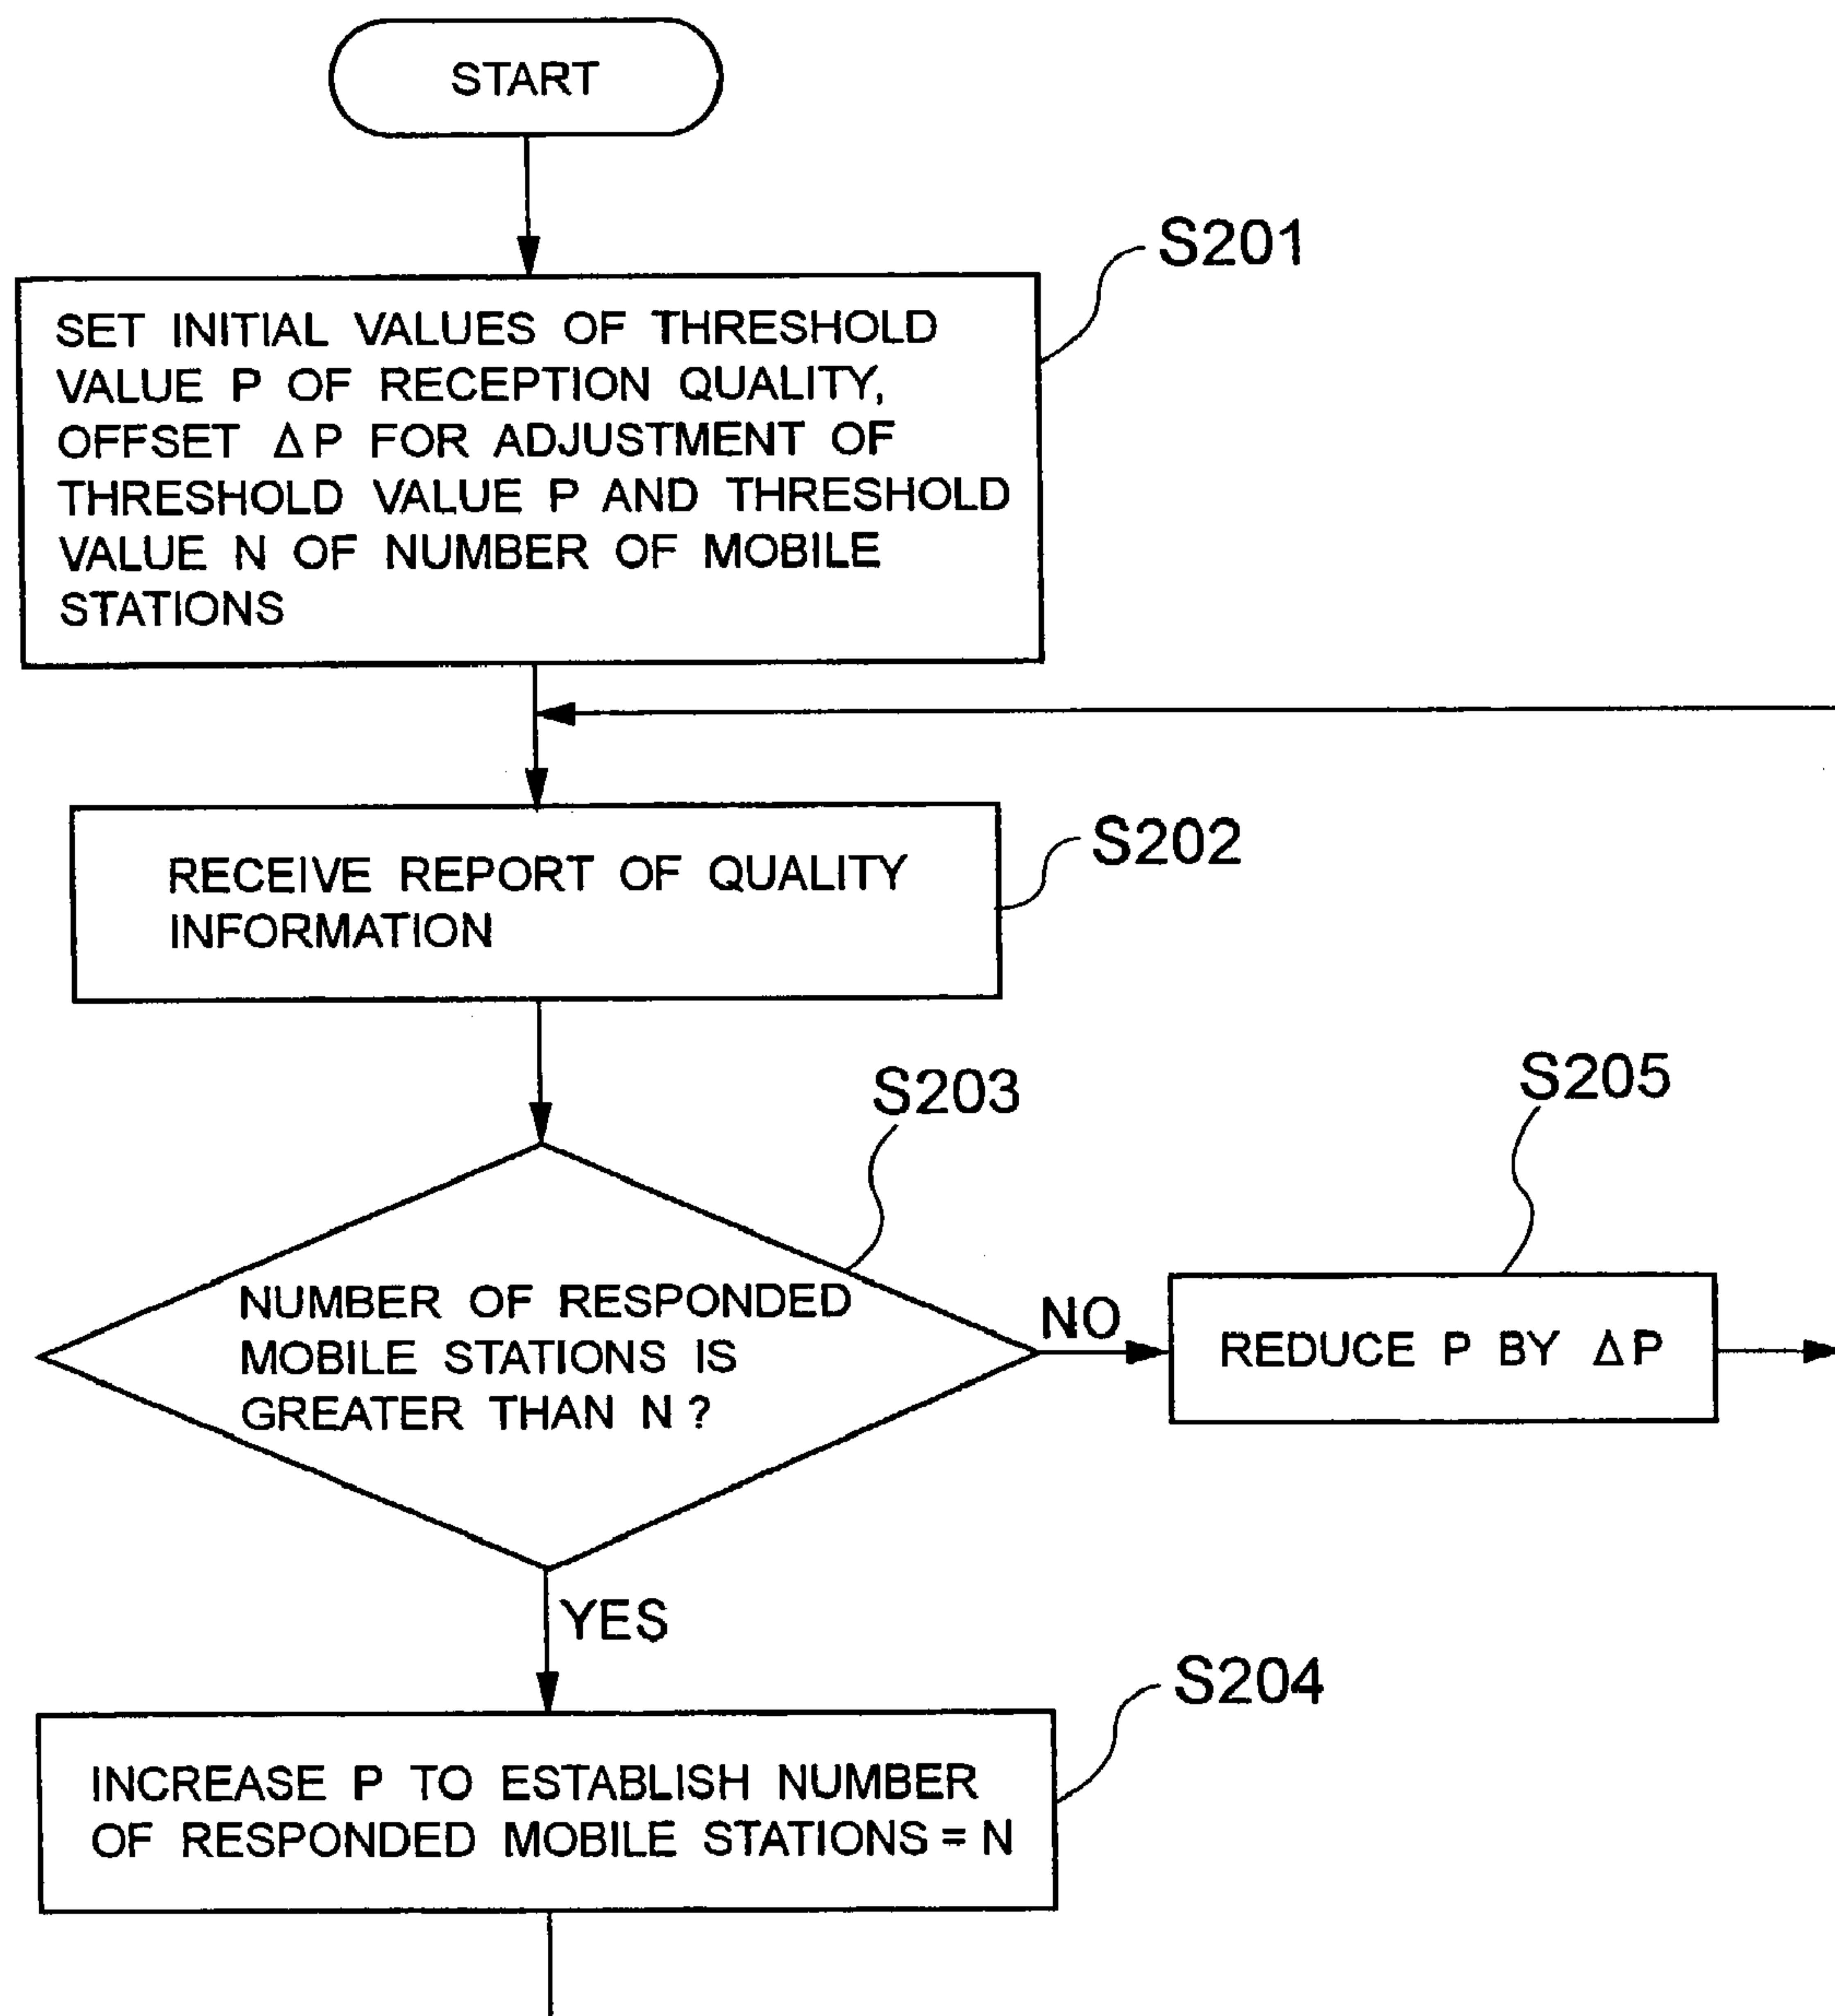 START
S201
SET INITIAL VALUES OF THRESHOLD
VALUE P OF RECEPTION QUALITY,
OFFSET ΔP FOR ADJUSTMENT OF
THRESHOLD VALUE P AND THRESHOLD
VALUE N OF NUMBER OF MOBILE
STATIONS
S202
RECEIVE REPORT OF QUALITY
INFORMATION
S203
S205
NUMBER OF RESPONDED
MOBILE STATIONS IS
GREATER THAN N?
NO
REDUCE P BY ΔP
YES
S204
INCREASE P TO ESTABLISH NUMBER
OF RESPONDED MOBILE STATIONS = N